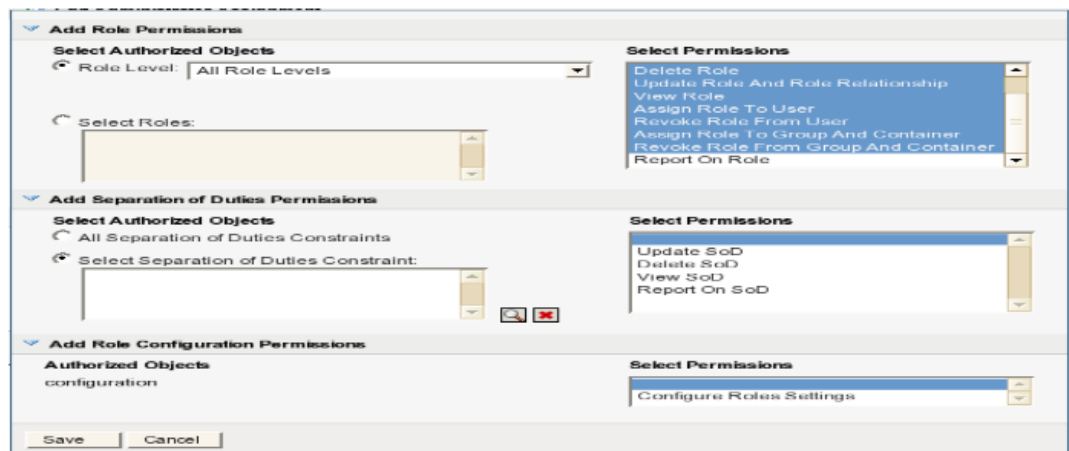 Add Role Permissions
Select Authorized Objects
Role Level: All Role Levels
Select Roles:
Select Permissions
Delete Role
Update Role And Role Relationship
View Role
Assign Role To User
Revoke Role From User
Assign Role To Group And Container
Revoke Role From Group And Container
Report On Role
Add Separation of Duties Permissions
Select Authorized Objects
All Separation of Duties Constraints
Select Separation of Duties Constraint:
Select Permissions
Update SoD
Delete SoD
View SoD
Report On SoD
Add Role Configuration Permissions
Authorized Objects
configuration
Select Permissions
Configure Roles Settings
Save Cancel